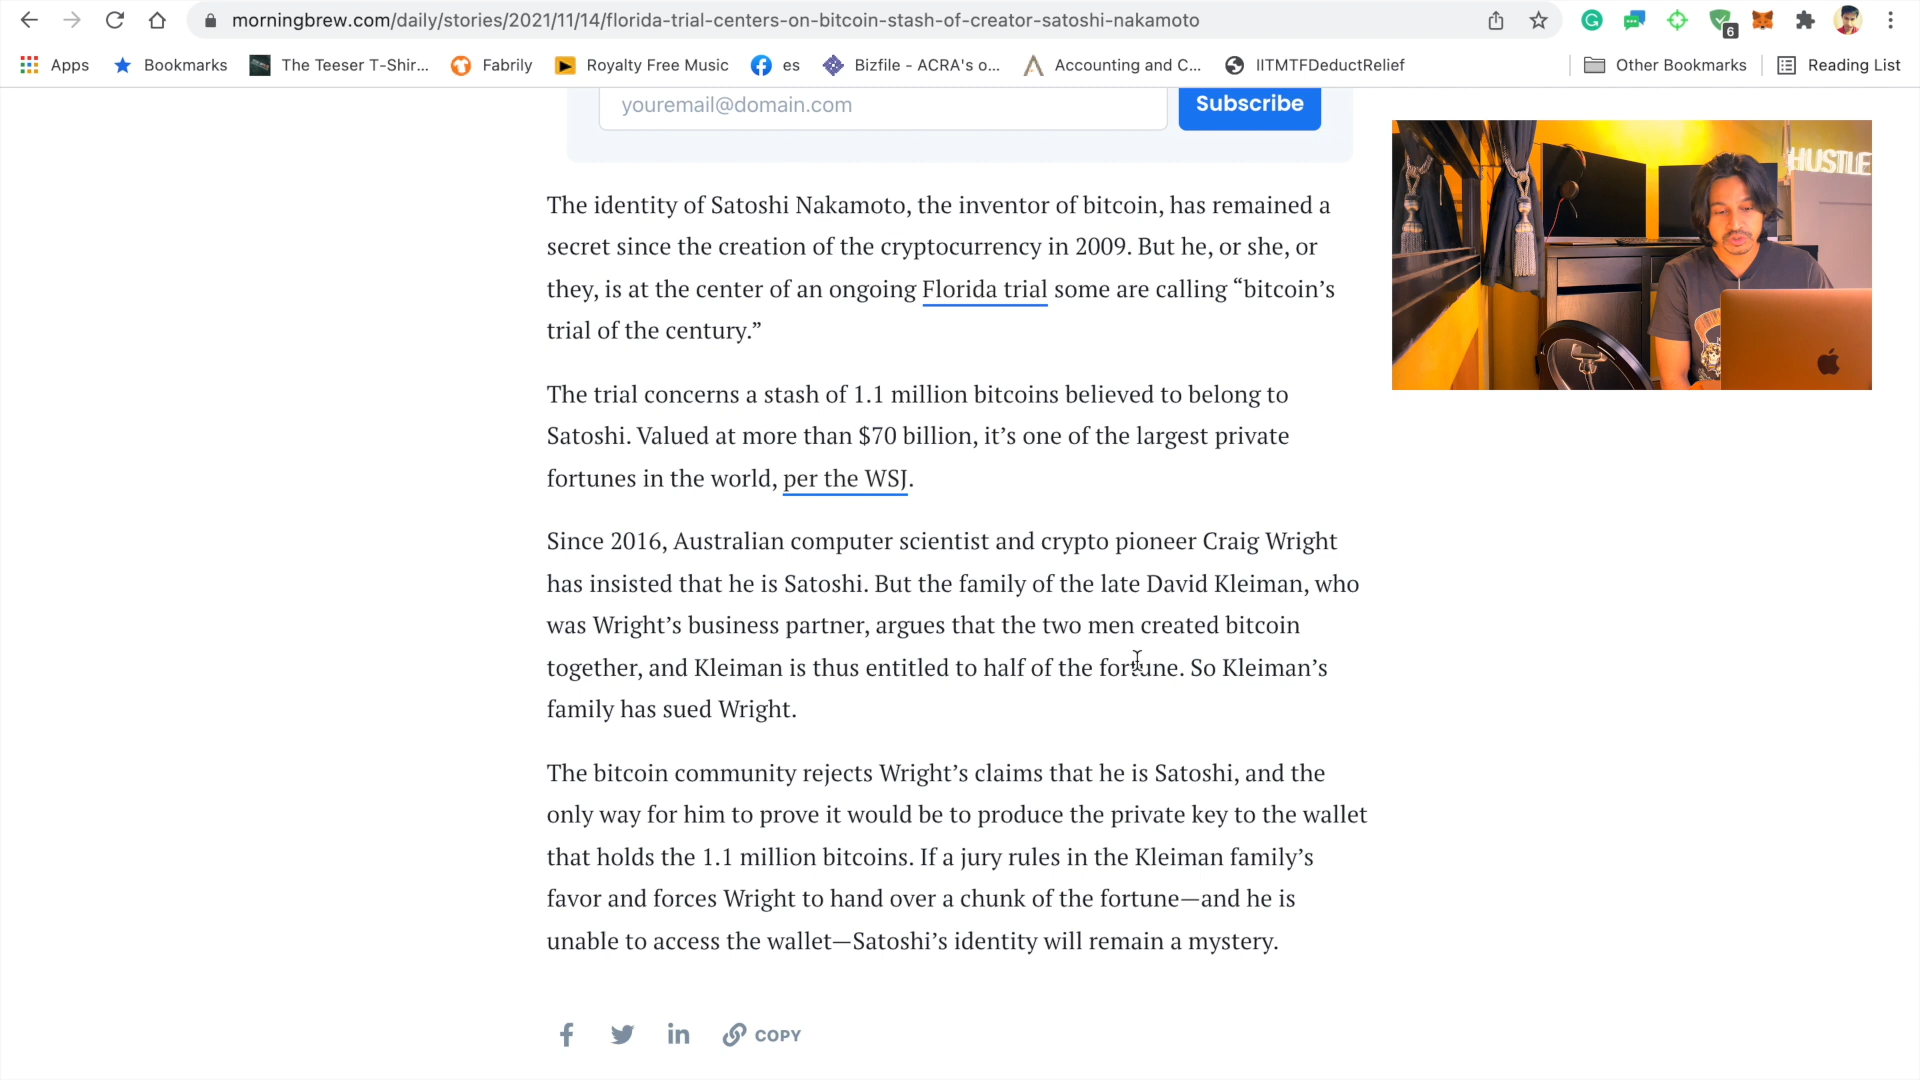 morningbrew.com/daily/stories/2021/11/14/florida-trial-centers-on-bitcoin-stash-of-creator-satoshi-nakamoto
6
Apps Bookmarks The Teeser T-Shir... Fabrily Royalty Free Music es Bizfile - ACRA's o... Accounting and C... IITMTFDeductRelief Other Bookmarks Reading List
youremail@domain.com Subscribe
HUSTLE
The identity of Satoshi Nakamoto, the inventor of bitcoin, has remained a
secret since the creation of the cryptocurrency in 2009. But he, or she, or
they, is at the center of an ongoing Florida trial some are calling “bitcoin’s
trial of the century.”
The trial concerns a stash of 1.1 million bitcoins believed to belong to
Satoshi. Valued at more than $70 billion, it’s one of the largest private
fortunes in the world, per the WSJ.
Since 2016, Australian computer scientist and crypto pioneer Craig Wright
has insisted that he is Satoshi. But the family of the late David Kleiman, who
was Wright’s business partner, argues that the two men created bitcoin
together, and Kleiman is thus entitled to half of the fortune. So Kleiman’s
family has sued Wright.
The bitcoin community rejects Wright’s claims that he is Satoshi, and the
only way for him to prove it would be to produce the private key to the wallet
that holds the 1.1 million bitcoins. If a jury rules in the Kleiman family’s
favor and forces Wright to hand over a chunk of the fortune—and he is
unable to access the wallet—Satoshi’s identity will remain a mystery.
COPY